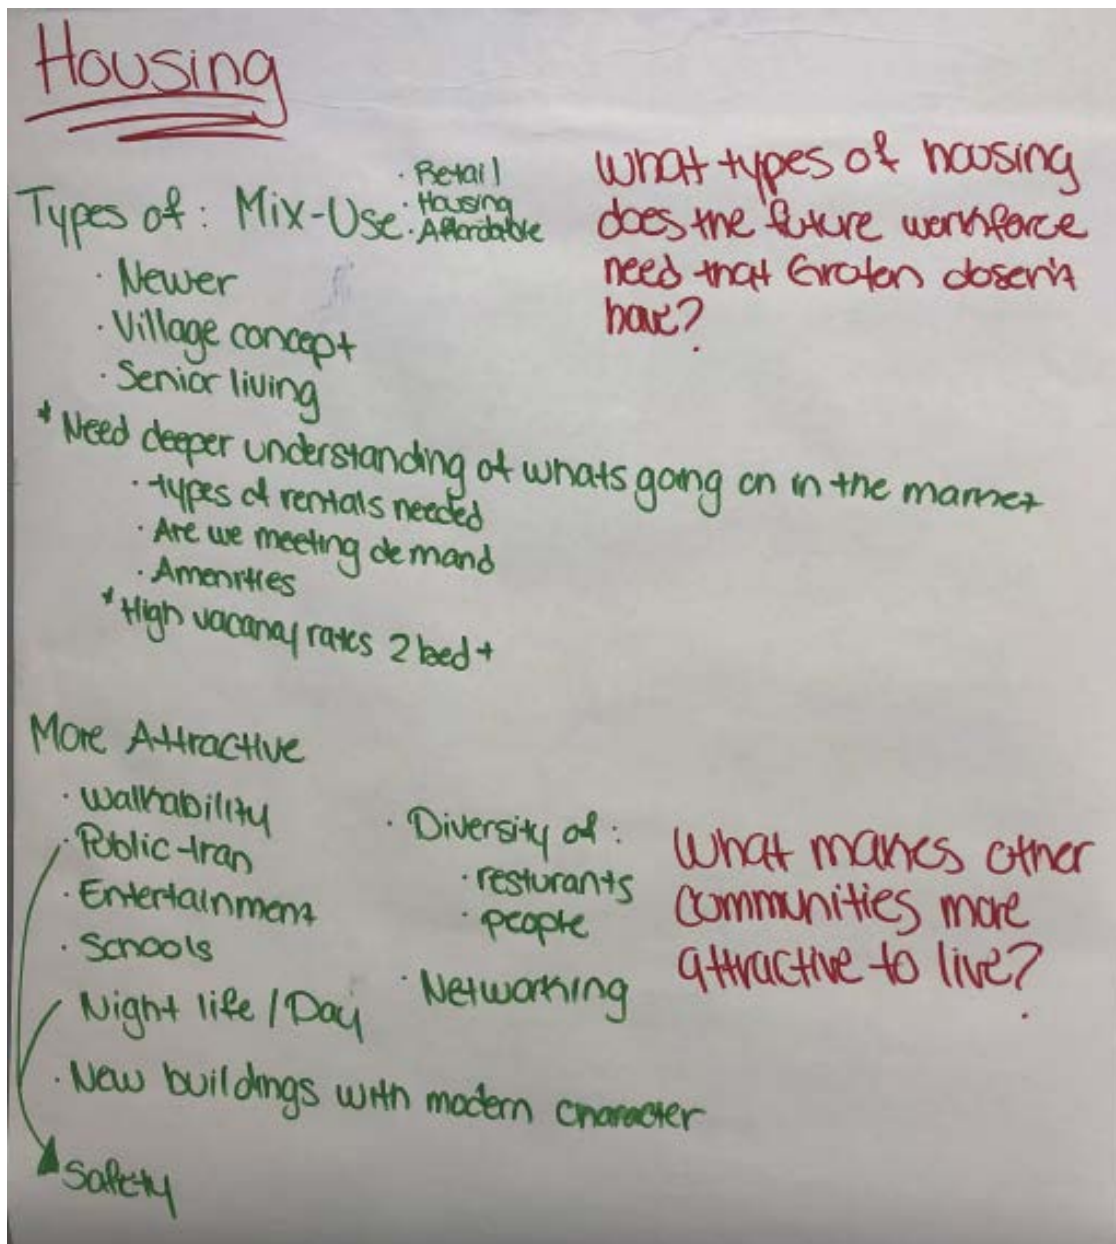 Housing
Types of: Mix-Use
· Retail
· Housing
· Affordable
· Newer
· Village concept
· Senior living
What types of housing
does the future workforce
need that Groton dosen't
have?
* Need deeper understanding of whats going on in the market
· types of rentals needed
· Are we meeting demand
· Amenities
* High vacancy rates 2 bed +
More Attractive
· Walkability
· Public tran
· Entertainment
· Schools
Night life / Day
· New buildings with modern character
Safety
· Diversity of:
· resturants
· people
· Networking
What makes other
communities more
attractive to live?